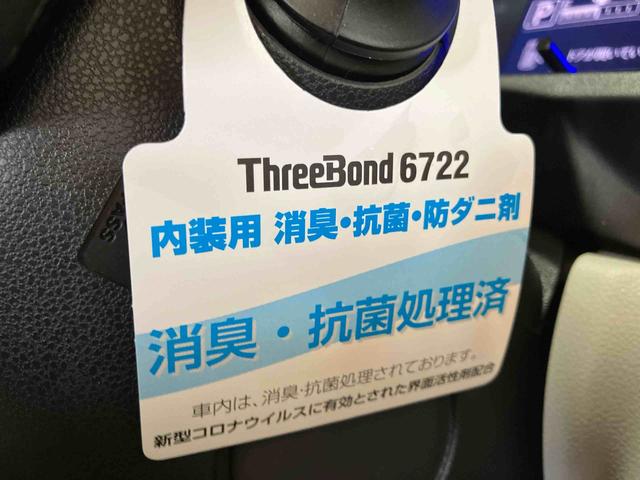 ThreeBond 6722
内装用 消臭・抗菌・防ダニ剤
消臭・抗菌処理済
車内は、消臭・抗菌処理されております。
新型コロナウイルスに有効とされた界面活性剤配合
P